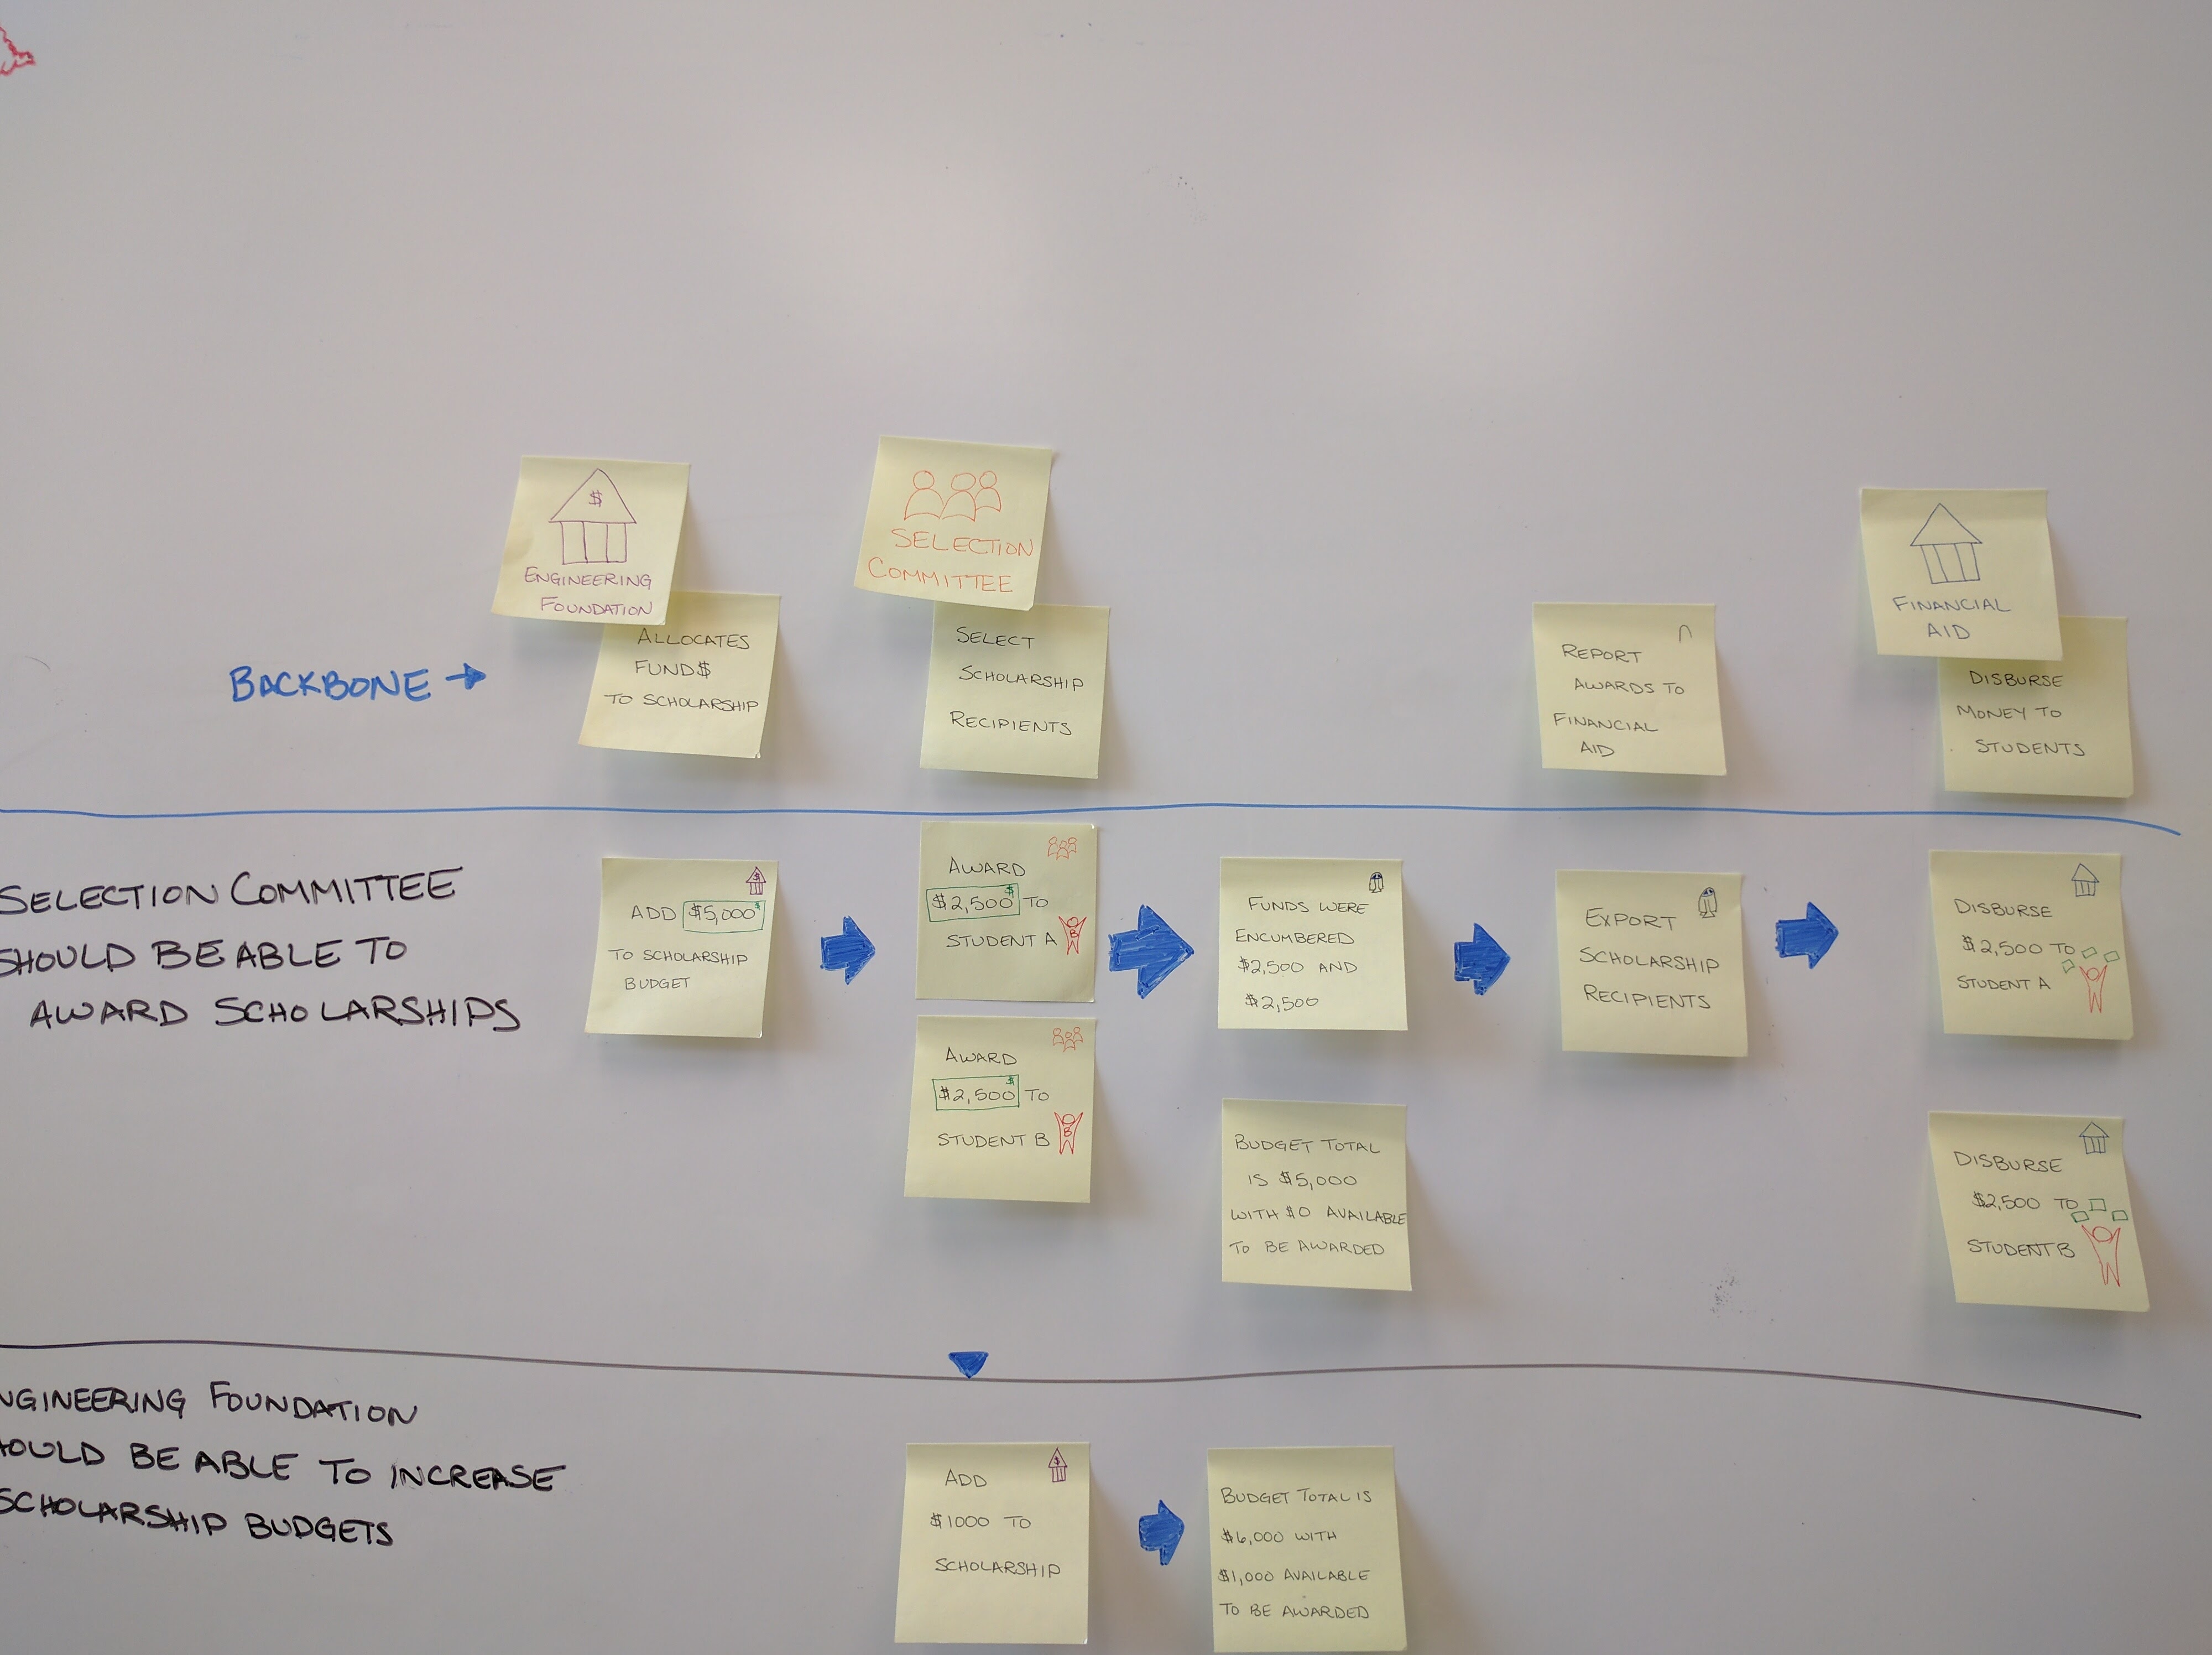 $
ENGINEERING
FOUNDATION
ALLOCATES
FUND$
TO SCHOLARSHIP
SELECTION
COMMITTEE
SELECT
SCHOLARSHIP
RECIPIENTS
REPORT
AWARDS TO
FINANCIAL
AID
FINANCIAL
AID
DISBURSE
MONEY TO
STUDENTS
BACKBONE →
SELECTION COMMITTEE
SHOULD BE ABLE TO
AWARD SCHOLARSHIPS
$
ADD $5,000 $
TO SCHOLARSHIP
BUDGET
AWARD
$2,500 $ TO
STUDENT A
B
AWARD
$2,500 $ TO
STUDENT B
B
FUNDS WERE
ENCUMBERED
$2,500 AND
$2,500
BUDGET TOTAL
IS $5,000
WITH $0 AVAILABLE
TO BE AWARDED
EXPORT
SCHOLARSHIP
RECIPIENTS
DISBURSE
$2,500 TO
STUDENT A
DISBURSE
$2,500 TO
STUDENT B
NGINEERING FOUNDATION
HOULD BE ABLE TO INCREASE
SCHOLARSHIP BUDGETS
$
ADD
$1000 TO
SCHOLARSHIP
BUDGET TOTAL IS
$6,000 WITH
$1,000 AVAILABLE
TO BE AWARDED